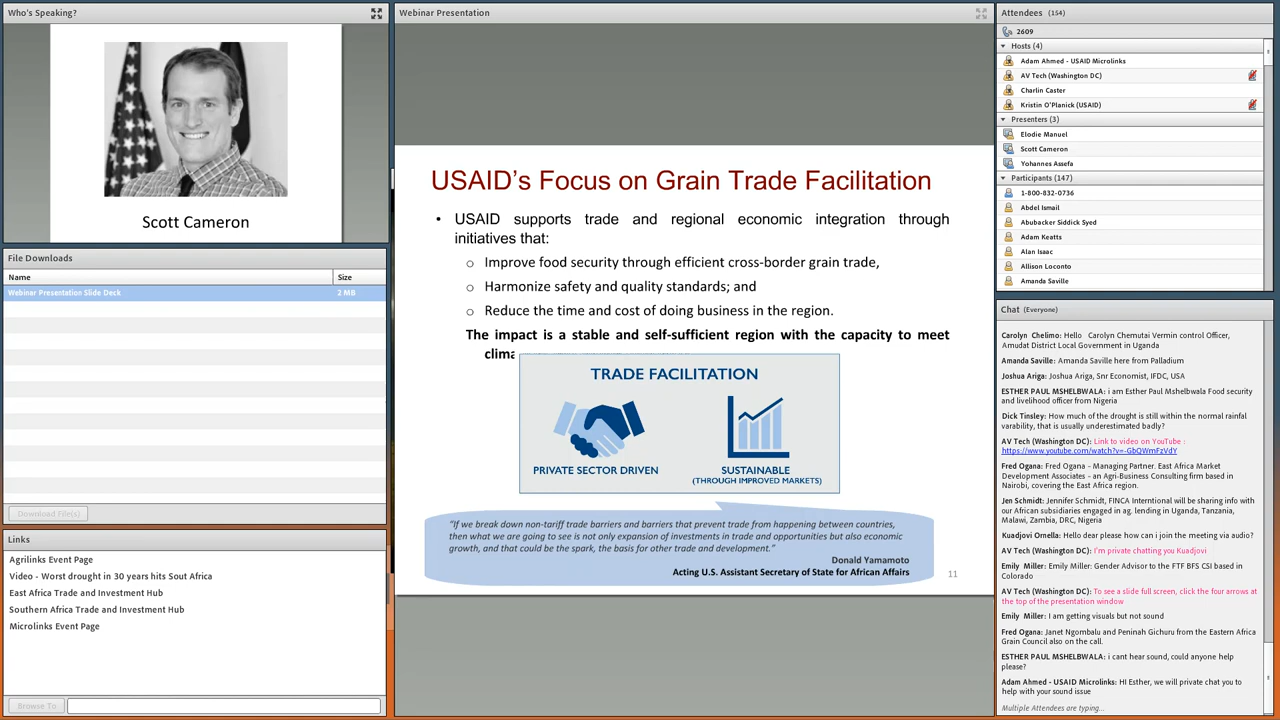 Who's Speaking?
Scott Cameron
File Downloads
Name
Size
Webinar Presentation Slide Deck
2 MB
Download File(s)
Links
Agrilinks Event Page
Video - Worst drought in 30 years hits Sout Africa
East Africa Trade and Investment Hub
Southern Africa Trade and Investment Hub
Microlinks Event Page
Browse To
Webinar Presentation
USAID's Focus on Grain Trade Facilitation
• USAID supports trade and regional economic integration through
initiatives that:
o Improve food security through efficient cross-border grain trade,
o Harmonize safety and quality standards; and
o Reduce the time and cost of doing business in the region.
The impact is a stable and self-sufficient region with the capacity to meet
TRADE FACILITATION
PRIVATE SECTOR DRIVEN
SUSTAINABLE
(THROUGH IMPROVED MARKETS)
"If we break down non-tariff trade barriers and barriers that prevent trade from happening between countries,
then what we are going to see is not only expansion of investments in trade and opportunities but also economic
growth, and that could be the spark, the basis for other trade and development."
Donald Yamamoto
Acting U.S. Assistant Secretary of State for African Affairs
11
Attendees (154)
2609
Hosts (4)
Adam Ahmed - USAID Microlinks
AV Tech (Washington DC)
Charlin Caster
Kristin O'Planick (USAID)
Presenters (3)
Elodie Manuel
Scott Cameron
Yohannes Assefa
Participants (147)
1-800-832-0736
Abdel Ismail
Abubacker Siddick Syed
Adam Keatts
Alan Isaac
Allison Loconto
Amanda Saville
Chat (Everyone)
Carolyn Chelimo: Hello Carolyn Chemutai Vermin control Officer,
Amudat District Local Government in Uganda
Amanda Saville: Amanda Saville here from Palladium
Joshua Ariga: Joshua Ariga, Snr Economist, IFDC, USA
ESTHER PAUL MSHELBWALA: i am Esther Paul Mshelbwala Food security
and livelihood officer from Nigeria
Dick Tinsley: How much of the drought is still within the normal rainfal
varability, that is usually underestimated badly?
AV Tech (Washington DC): Link to video on YouTube :
https://www.youtube.com/watch?v=-GbQWmFzVdY
Fred Ogana: Fred Ogana - Managing Partner. East Africa Market
Development Associates - an Agri-Business Consulting firm based in
Nairobi, covering the East Africa region.
Jen Schmidt: Jennifer Schmidt, FINCA Interntional will be sharing info with
our African subsidiaries engaged in ag. lending in Uganda, Tanzania,
Malawi, Zambia, DRC, Nigeria
Kuadjovi Ornella: Hello dear please how can i join the meeting via audio?
AV Tech (Washington DC): I'm private chatting you Kuadjovi
Emily Miller: Emily Miller: Gender Advisor to the FTF BFS CSI based in
Colorado
AV Tech (Washington DC): To see a slide full screen, click the four arrows at
the top of the presentation window
Emily Miller: I am getting visuals but not sound
Fred Ogana: Janet Ngombalu and Peninah Gichuru from the Eastern Africa
Grain Council also on the call.
ESTHER PAUL MSHELBWALA: i cant hear sound, could anyone help
please?
Adam Ahmed - USAID Microlinks: HI Esther, we will private chat you to
help with your sound issue
Multiple Attendees are typing...